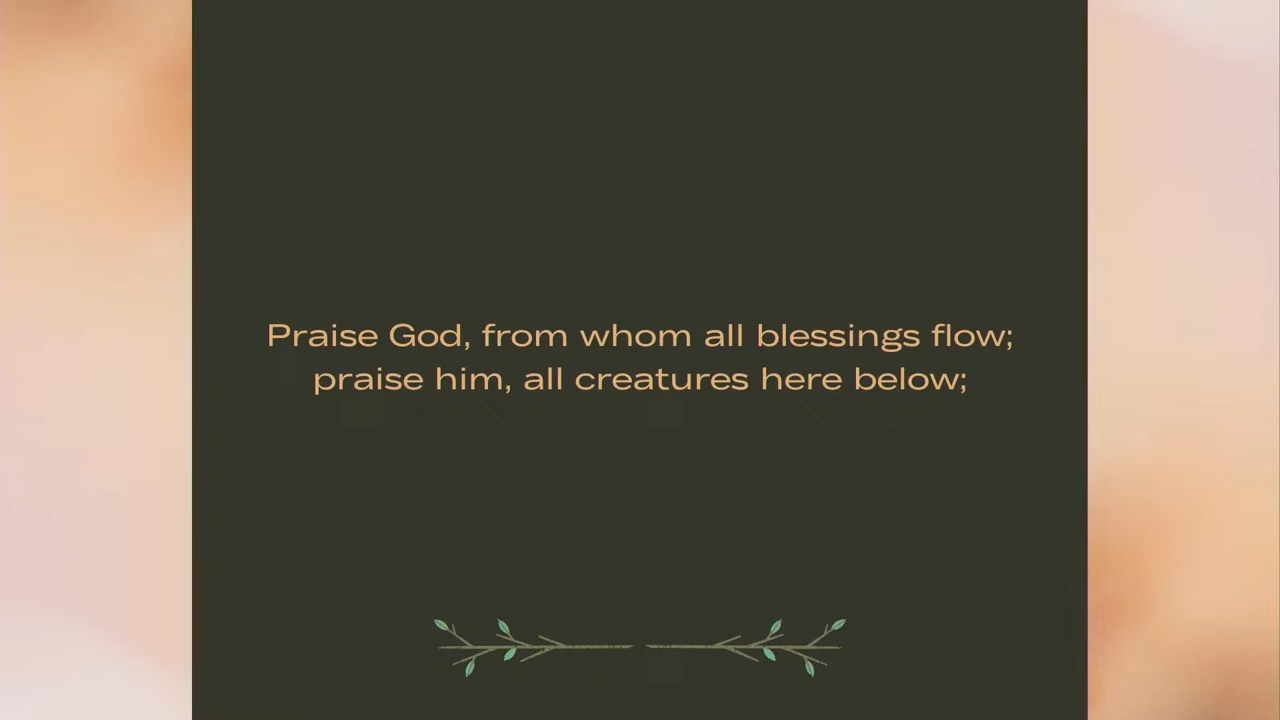 Praise God, from whom all blessings flow;
praise him, all creatures here below;